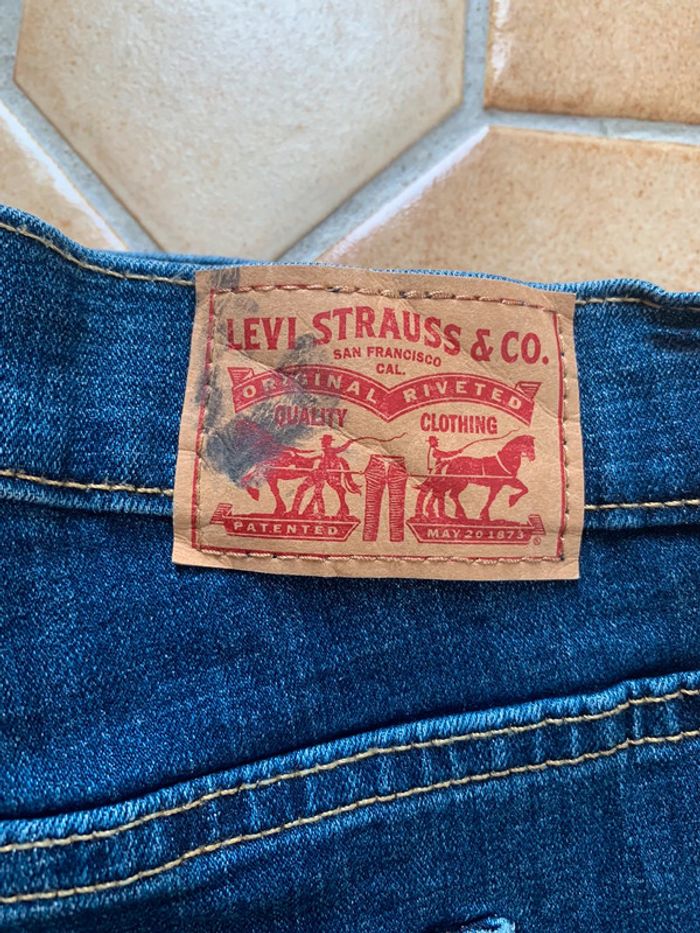 LEVI STRAUSS & CO.
SAN FRANCISCO
CAL.
ORIGINAL RIVETED
QUALITY CLOTHING
PATENTED MAY 20 1873
®